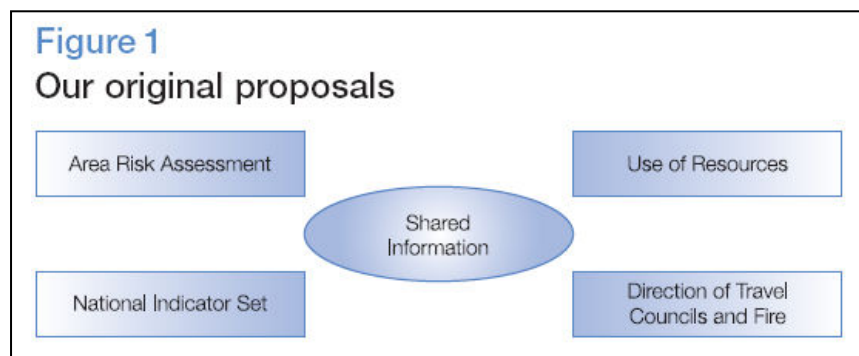 Figure 1
Our original proposals
Area Risk Assessment
Use of Resources
Shared
Information
National Indicator Set
Direction of Travel
Councils and Fire